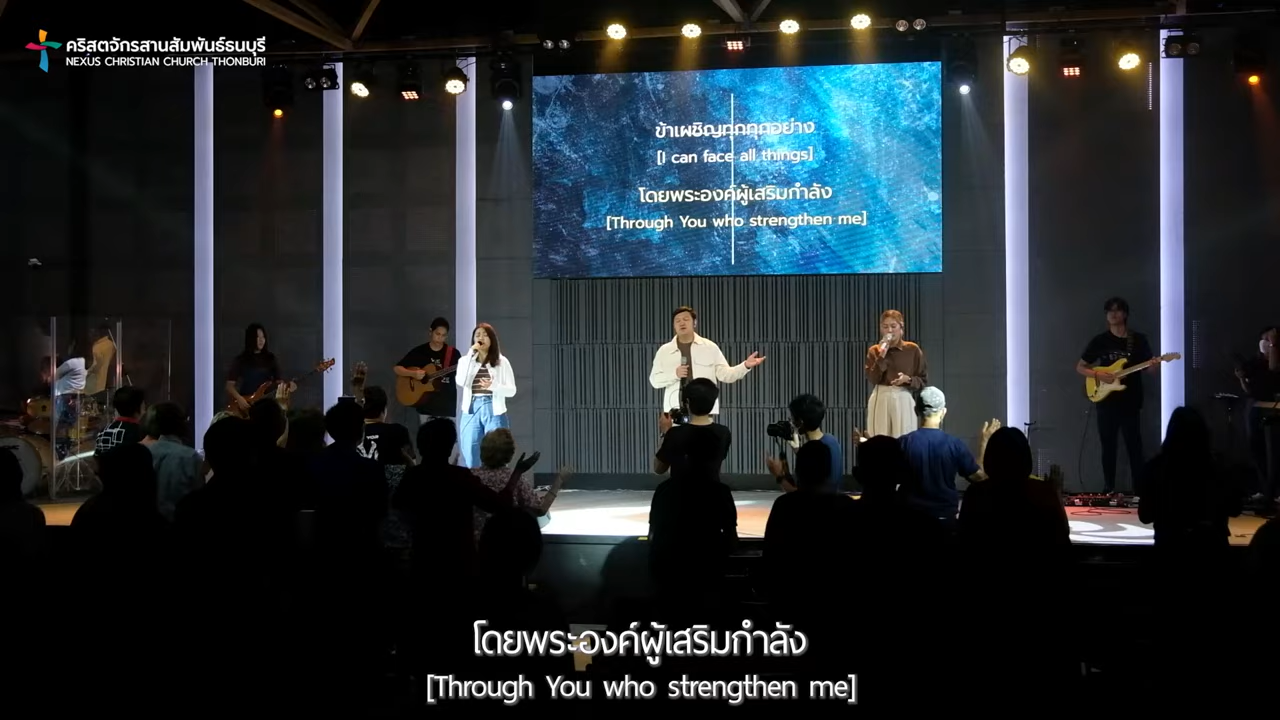 คริสตจักรสานสัมพันธ์ธนบุรี
NEXUS CHRISTIAN CHURCH THONBURI
ข้าเผชิญทุกทุกอย่าง
[I can face all things]
โดยพระองค์ผู้เสริมกำลัง
[Through You who strengthen me]
โดยพระองค์ผู้เสริมกำลัง
[Through You who strengthen me]